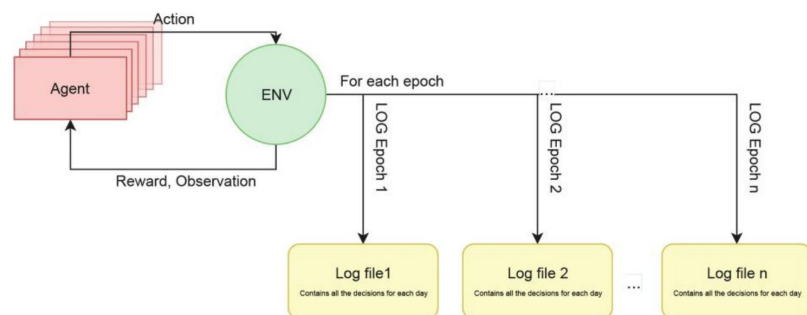 Action
Agent
ENV
For each epoch
...
Reward, Observation
LOG Epoch 1
LOG Epoch 2
LOG Epoch n
Log file1
Contains all the decisions for each day
Log file 2
Contains all the decisions for each day
...
Log file n
Contains all the decisions for each day